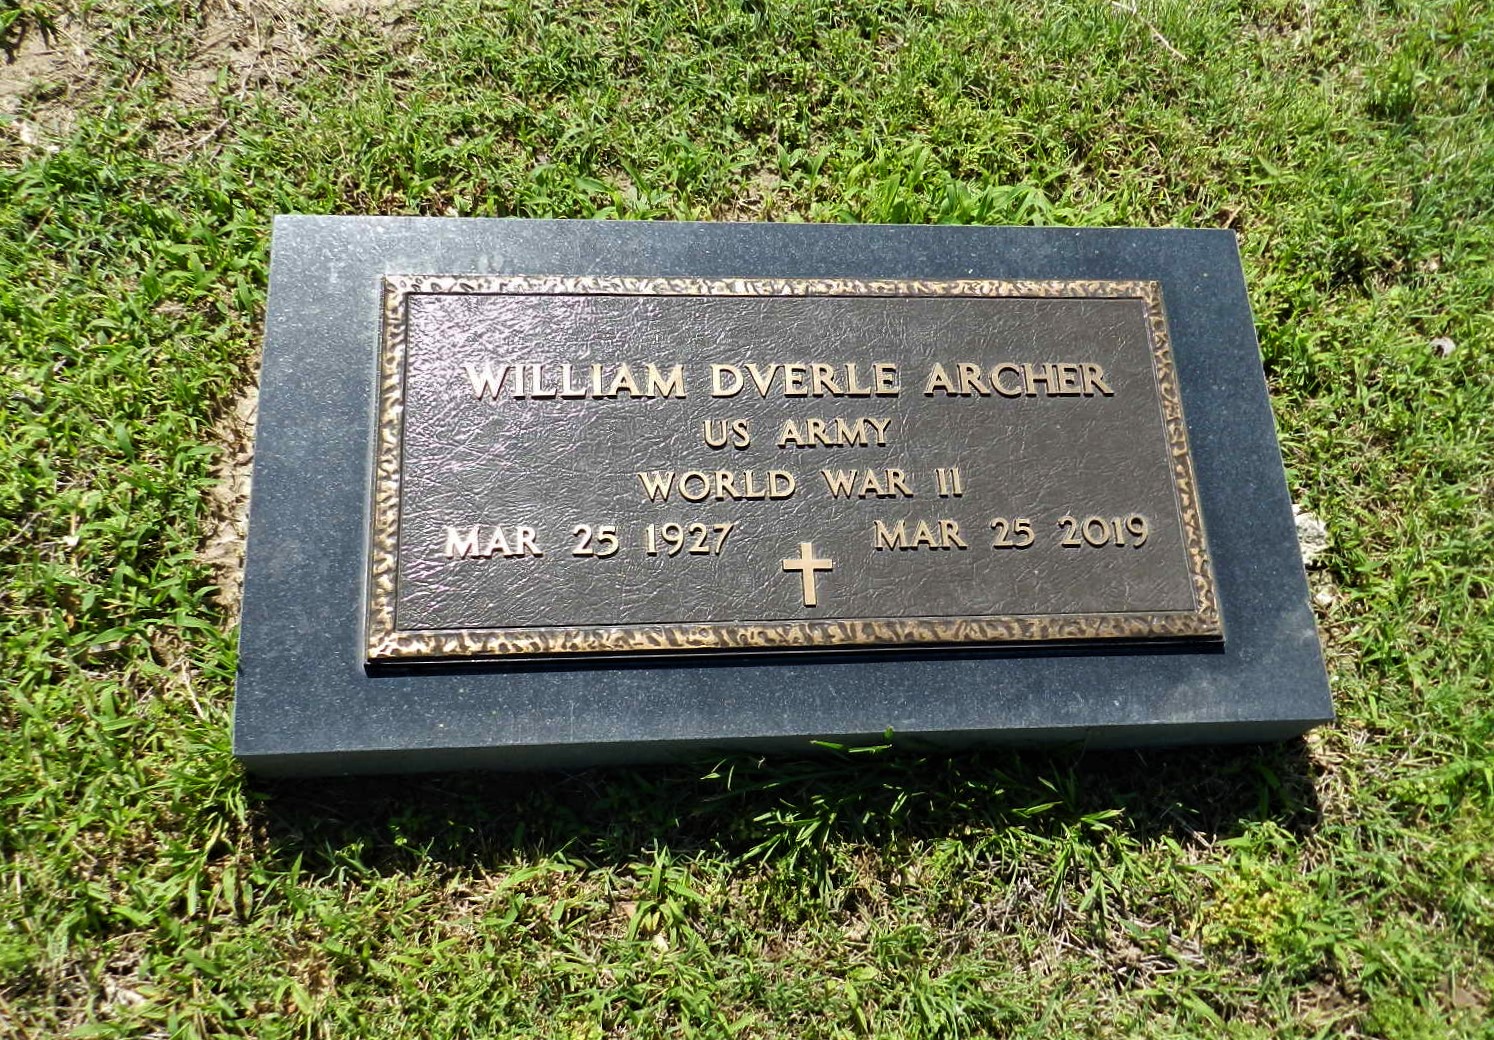 WILLIAM DVERLE ARCHER
US ARMY
WORLD WAR II
MAR 25 1927 MAR 25 2019